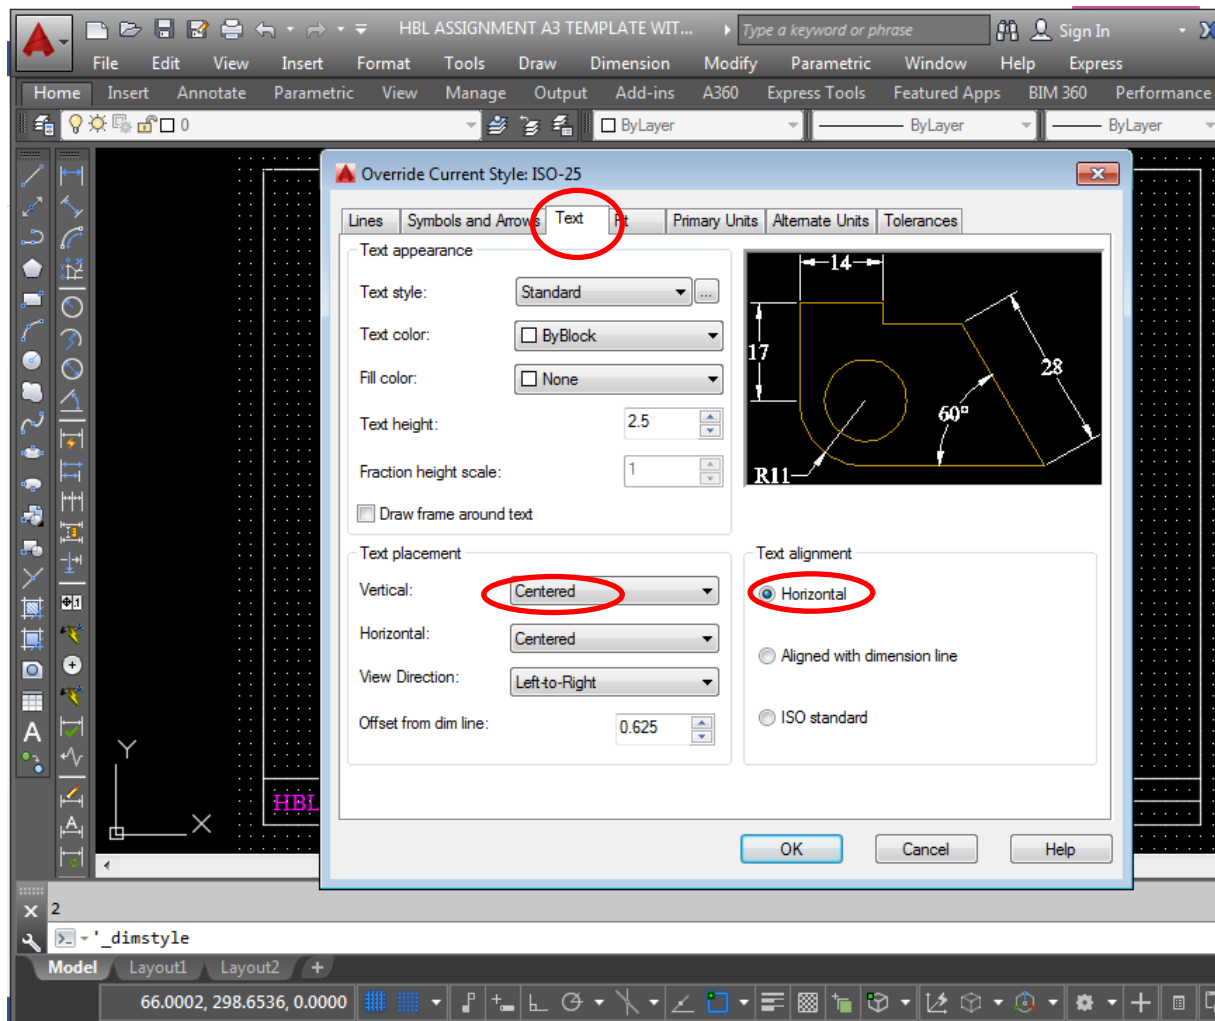 HBL ASSIGNMENT A3 TEMPLATE WIT... Type a keyword or phrase Sign In
File Edit View Insert Format Tools Draw Dimension Modify Parametric Window Help Express
Home Insert Annotate Parametric View Manage Output Add-ins A360 Express Tools Featured Apps BIM 360 Performance
0 ByLayer ByLayer ByLayer
Override Current Style: ISO-25
Lines Symbols and Arrows Text Fit Primary Units Alternate Units Tolerances
Text appearance
Text style: Standard ...
Text color: ByBlock
Fill color: None
Text height: 2.5
Fraction height scale: 1
Draw frame around text
14
17
28
60°
R11
Text placement
Vertical: Centered
Horizontal: Centered
View Direction: Left-to-Right
Offset from dim line: 0.625
Text alignment
Horizontal
Aligned with dimension line
ISO standard
Y
X
HBL
OK Cancel Help
2
'_dimstyle
Model Layout1 Layout2 +
66.0002, 298.6536, 0.0000